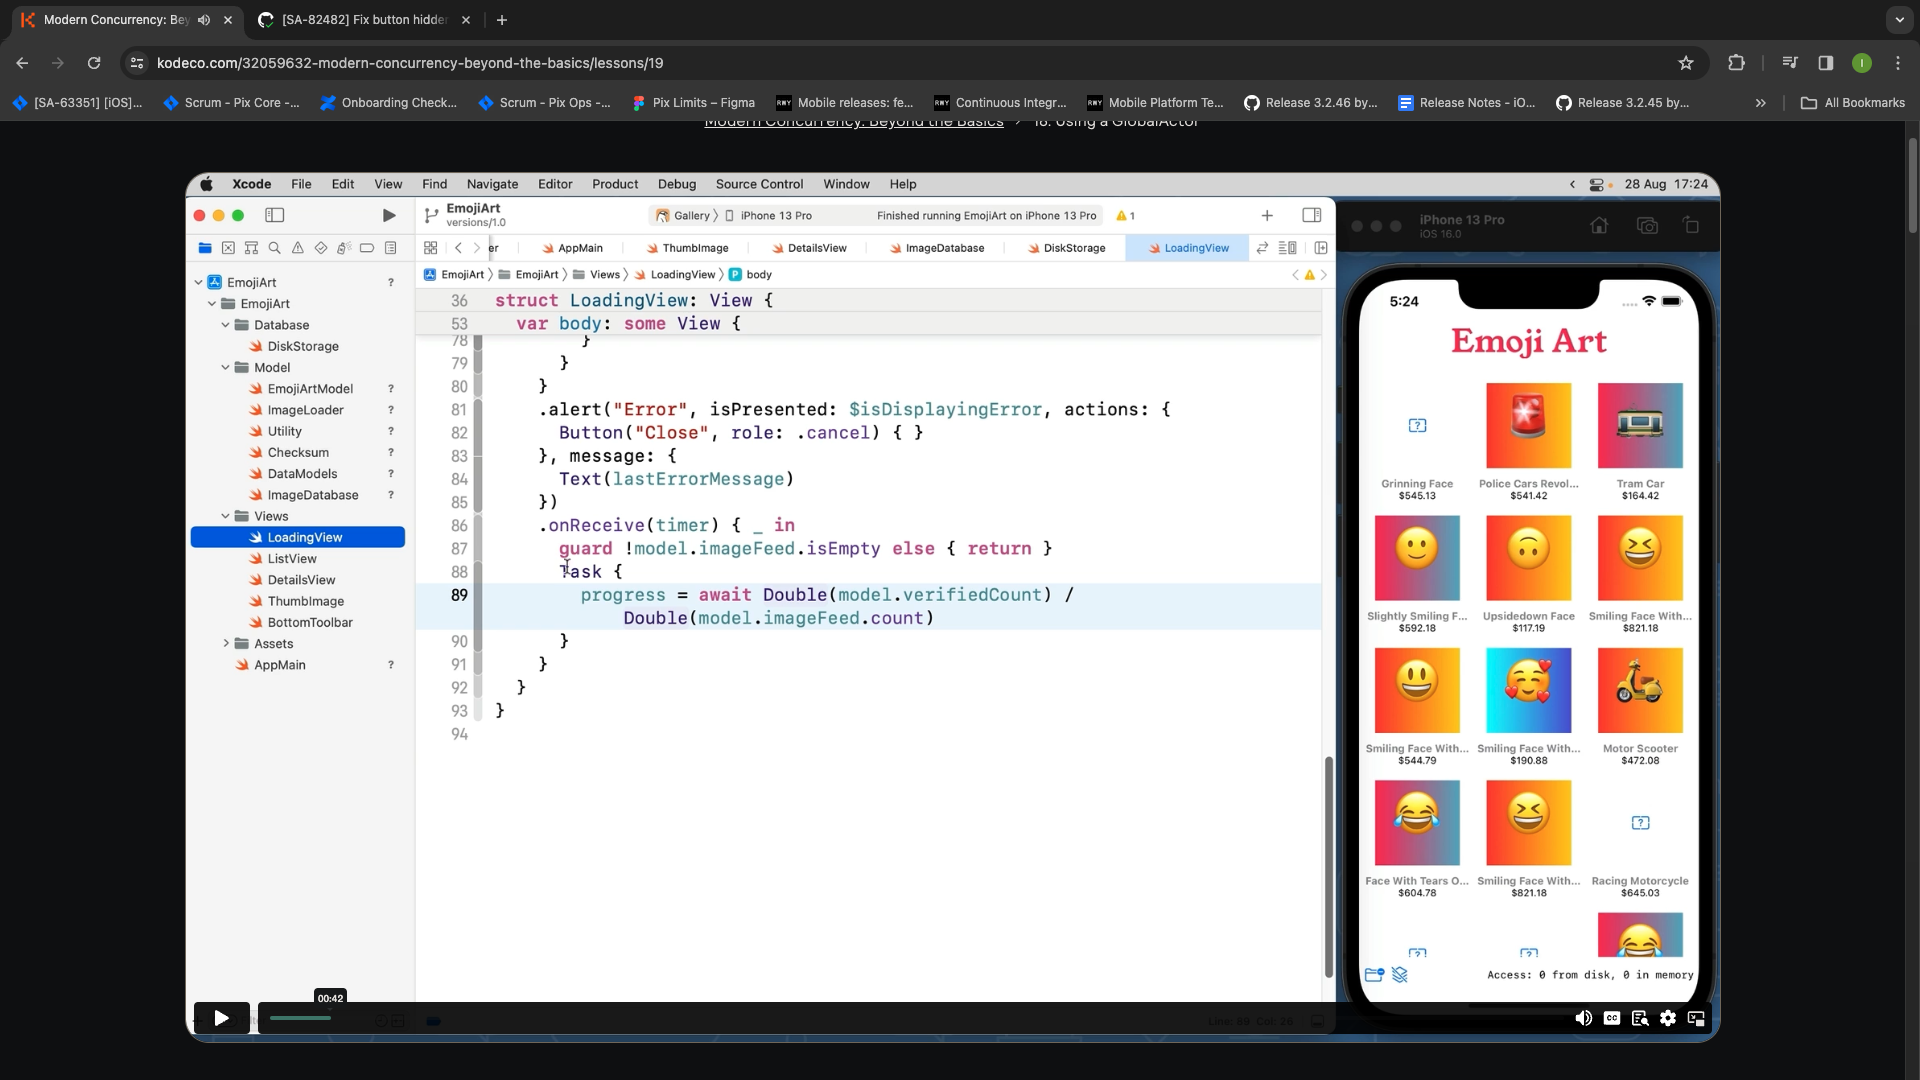 Modern Concurrency: Bey
[SA-82482] Fix button hidde
kodeco.com/32059632-modern-concurrency-beyond-the-basics/lessons/19
I
[SA-63351] [iOS]...
Scrum - Pix Core -...
Onboarding Check...
Scrum - Pix Ops -...
Pix Limits – Figma
Mobile releases: fe...
Continuous Integr...
Mobile Platform Te...
Release 3.2.46 by...
Release Notes - iO...
Release 3.2.45 by...
All Bookmarks
Modern Concurrency: Beyond the Basics
Using a GlobalActor
Xcode File Edit View Find Navigate Editor Product Debug Source Control Window Help
28 Aug 17:24
EmojiArt
versions/1.0
Gallery
iPhone 13 Pro
Finished running EmojiArt on iPhone 13 Pro
1
er
AppMain
ThumbImage
DetailsView
ImageDatabase
DiskStorage
LoadingView
EmojiArt
EmojiArt
Views
LoadingView
P body
EmojiArt ?
EmojiArt
Database
DiskStorage
Model
EmojiArtModel ?
ImageLoader ?
Utility ?
Checksum ?
DataModels ?
ImageDatabase ?
Views
LoadingView
ListView
DetailsView
ThumbImage
BottomToolbar
Assets
AppMain ?
36 struct LoadingView: View {
53 var body: some View {
78 }
79 }
80 }
81 .alert("Error", isPresented: $isDisplayingError, actions: {
82 Button("Close", role: .cancel) { }
83 }, message: {
84 Text(lastErrorMessage)
85 })
86 .onReceive(timer) { _ in
87 guard !model.imageFeed.isEmpty else { return }
88 Task {
89 progress = await Double(model.verifiedCount) /
Double(model.imageFeed.count)
90 }
91 }
92 }
93 }
94
00:42
Line: 89 Col: 26
CC
iPhone 13 Pro
iOS 16.0
5:24
Emoji Art
Grinning Face
$545.13
Police Cars Revol...
$541.42
Tram Car
$164.42
Slightly Smiling F...
$592.18
Upsidedown Face
$117.19
Smiling Face With...
$821.18
Smiling Face With...
$544.79
Smiling Face With...
$190.88
Motor Scooter
$472.08
Face With Tears O...
$604.78
Smiling Face With...
$821.18
Racing Motorcycle
$645.03
Access: 0 from disk, 0 in memory